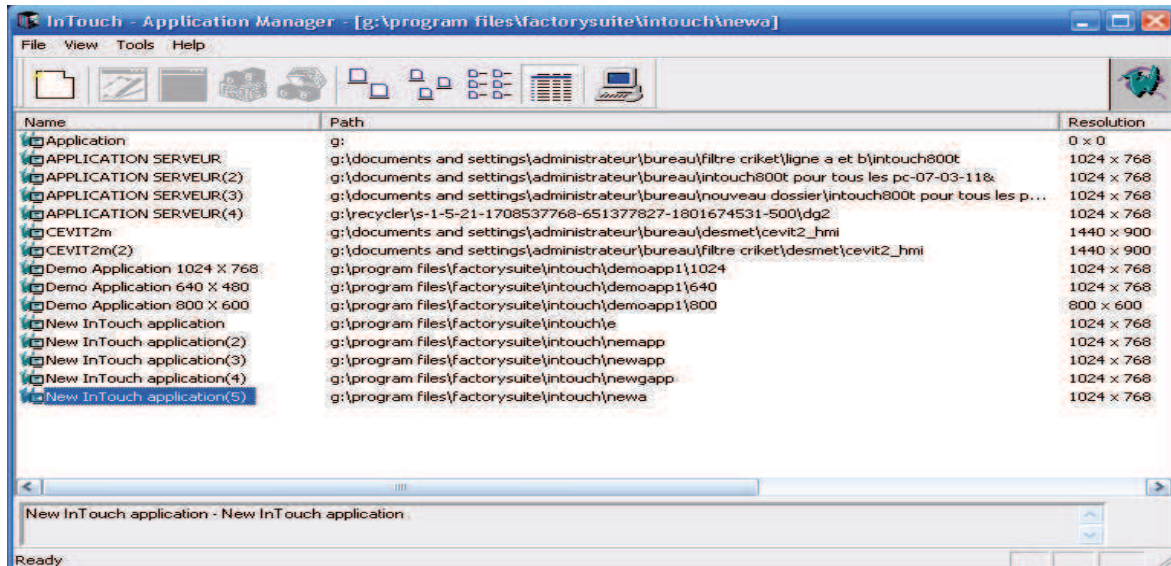 InTouch - Application Manager - [g:\program files\factorysuite\intouch\newa]
File View Tools Help
Name Path Resolution
Application g: 0 x 0
APPLICATION SERVEUR g:\documents and settings\administrateur\bureau\filtre criket\ligne a et b\intouch800t 1024 x 768
APPLICATION SERVEUR(2) g:\documents and settings\administrateur\bureau\intouch800t pour tous les pc-07-03-11& 1024 x 768
APPLICATION SERVEUR(3) g:\documents and settings\administrateur\bureau\nouveau dossier\intouch800t pour tous les p... 1024 x 768
APPLICATION SERVEUR(4) g:\recycler\s-1-5-21-1708537768-651377827-1801674531-500\dg2 1024 x 768
CEVIT2m g:\documents and settings\administrateur\bureau\desmet\cevit2_hmi 1440 x 900
CEVIT2m(2) g:\documents and settings\administrateur\bureau\filtre criket\desmet\cevit2_hmi 1440 x 900
Demo Application 1024 X 768 g:\program files\factorysuite\intouch\demoapp1\1024 1024 x 768
Demo Application 640 X 480 g:\program files\factorysuite\intouch\demoapp1\640 1024 x 768
Demo Application 800 X 600 g:\program files\factorysuite\intouch\demoapp1\800 800 x 600
New InTouch application g:\program files\factorysuite\intouch\e 1024 x 768
New InTouch application(2) g:\program files\factorysuite\intouch\nemapp 1024 x 768
New InTouch application(3) g:\program files\factorysuite\intouch\newapp 1024 x 768
New InTouch application(4) g:\program files\factorysuite\intouch\newgapp 1024 x 768
New InTouch application(5) g:\program files\factorysuite\intouch\newa 1024 x 768
New InTouch application - New InTouch application
Ready